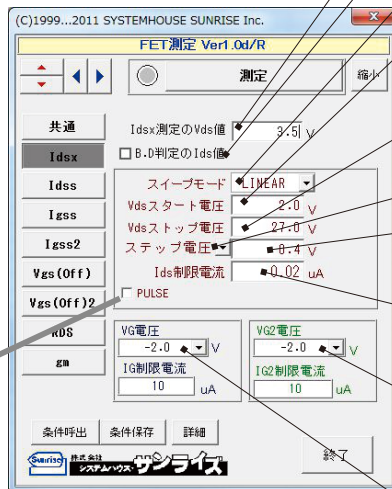 (C)1999...2011 SYSTEMHOUSE SUNRISE Inc.
FET測定 Ver1.0d/R
測定
縮小
共通
Idsx
Idss
Igss
Igss2
Vgs(Off)
Vgs(Off)2
RDS
gm
Idsx測定のVds値 3.5 V
B.D判定のIds値
スイープモード LINEAR
Vdsスタート電圧 2.0 V
Vdsストップ電圧 27.0 V
ステップ電圧 0.4 V
Ids制限電流 0.02 uA
PULSE
VG電圧
-2.0 V
IG制限電流
10 uA
VG2電圧
-2.0 V
IG2制限電流
10 uA
条件呼出 条件保存 詳細
終了
Sunrise 株式会社 システムハウス・サンライズ